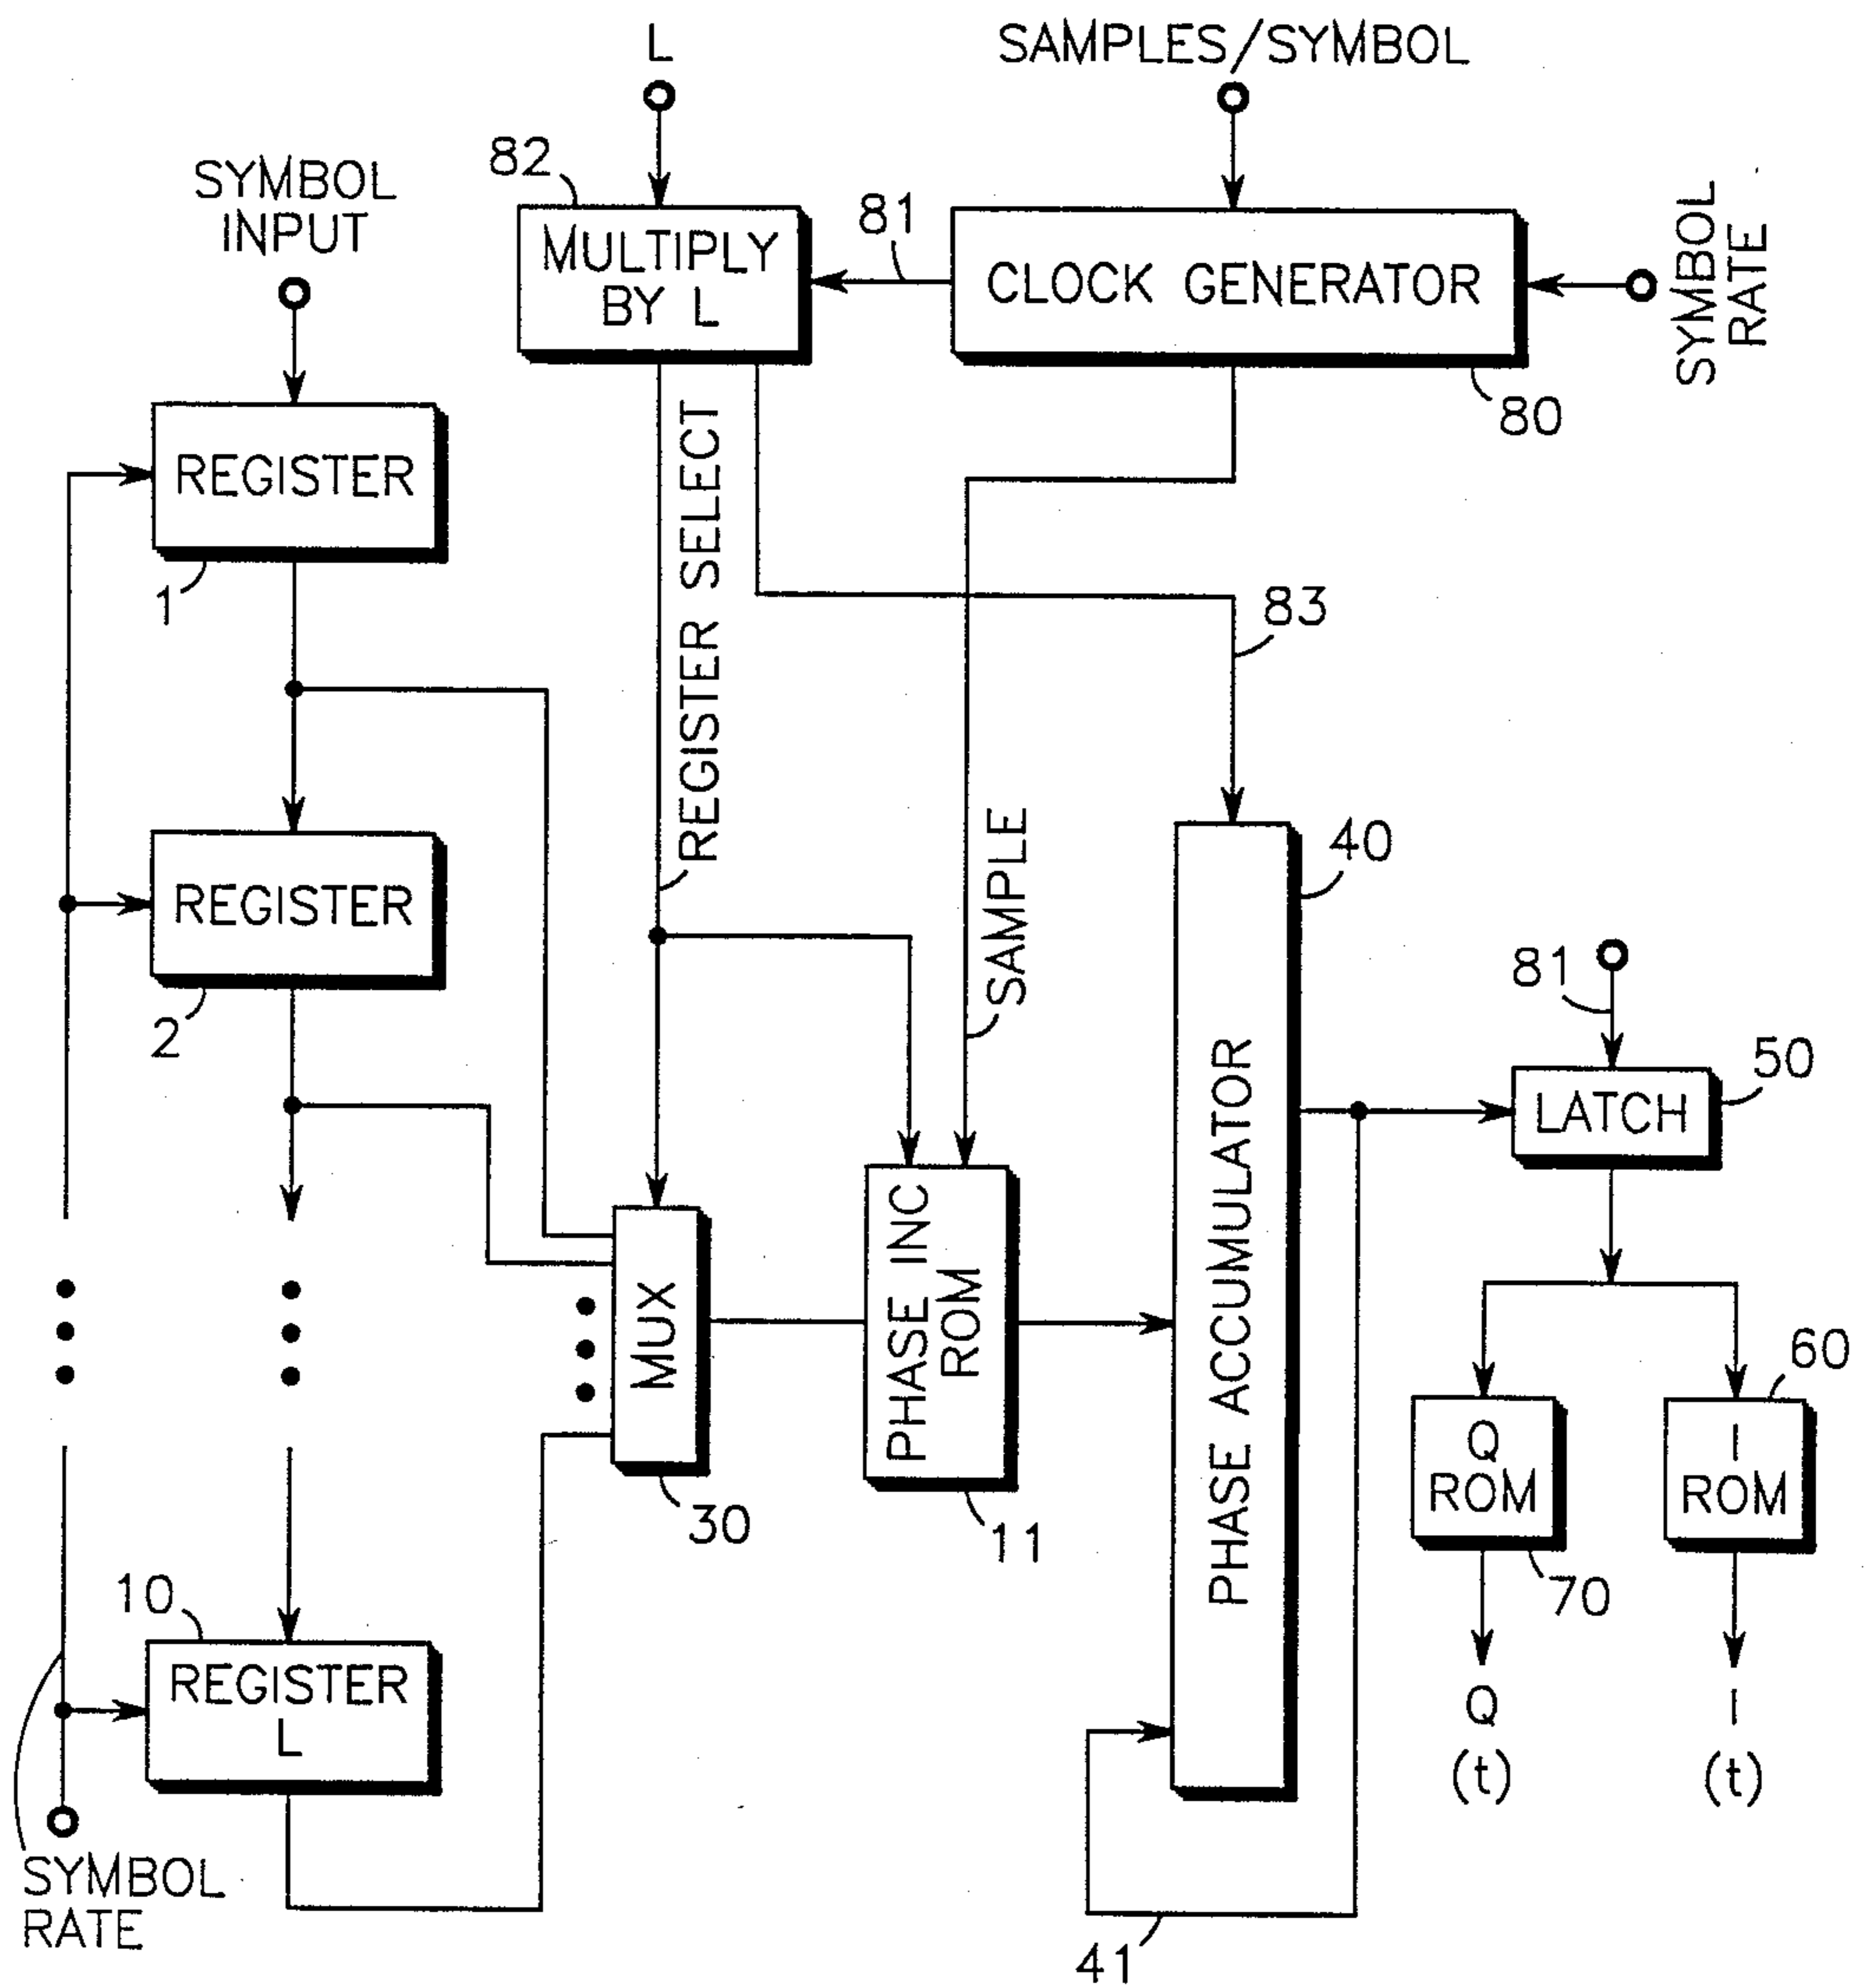 L
SAMPLES/SYMBOL
82
SYMBOL
INPUT
81
MULTIPLY
BY L
CLOCK GENERATOR
SYMBOL
RATE
80
REGISTER
1
REGISTER SELECT
83
REGISTER
2
SAMPLE
40
81
50
LATCH
PHASE ACCUMULATOR
MUX
PHASE INC
ROM
60
Q
ROM
I
ROM
30
11
70
10
REGISTER
L
Q
(t)
I
(t)
SYMBOL
RATE
41